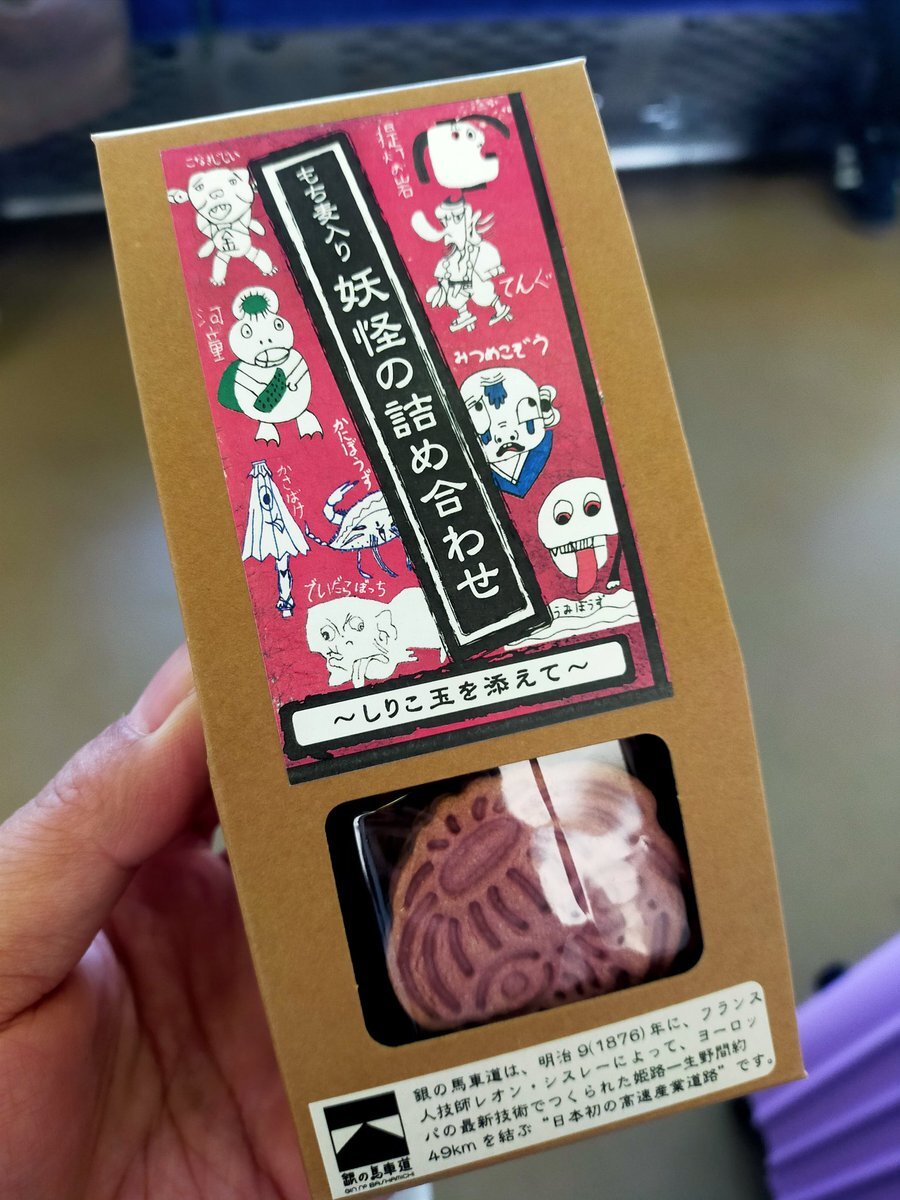 もち麦入り
妖怪の詰め合わせ
こなきじじい
金
河童
かさばけ
かにぼうず
でいだらぼっち
てんぐ
みつめこぞう
うみぼうず
〜しりこ玉を添えて〜
銀の馬車道は、明治9(1876)年に、フランス
人技師レオン・シスレーによって、ヨーロッ
パの最新技術でつくられた姫路ー生野間約
49kmを結ぶ“日本初の高速産業道路”です。
銀の馬車道
GIN NO BASHAMICHI